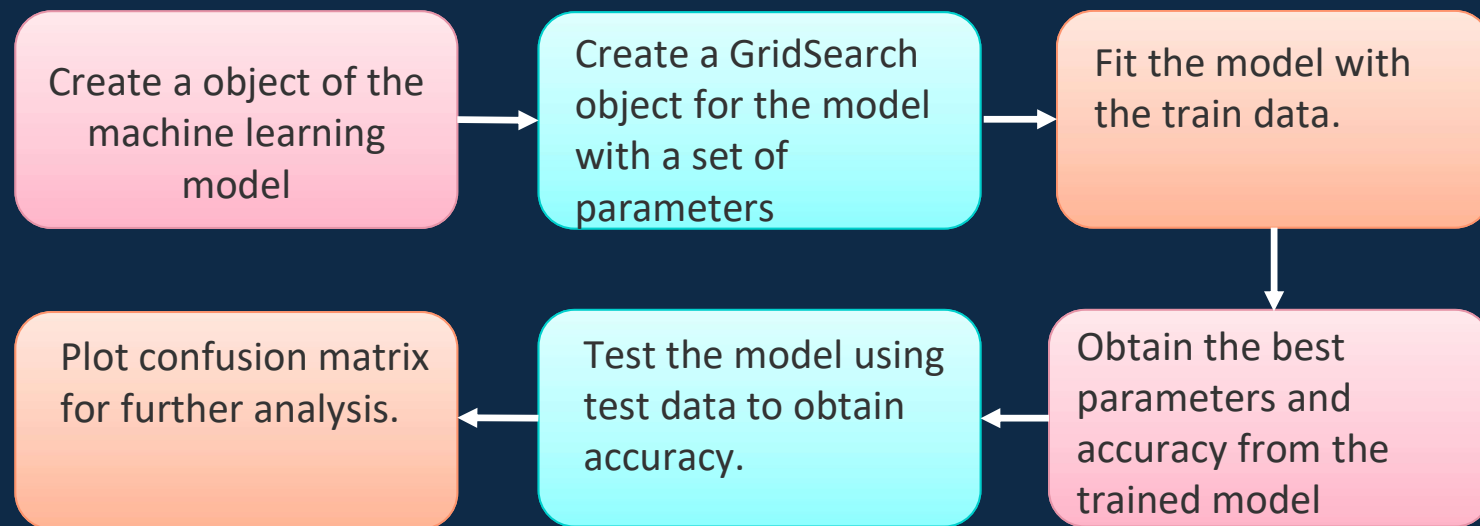 Create a object of the
machine learning
model
Create a GridSearch
object for the model
with a set of
parameters
Fit the model with
the train data.
Obtain the best
parameters and
accuracy from the
trained model
Test the model using
test data to obtain
accuracy.
Plot confusion matrix
for further analysis.